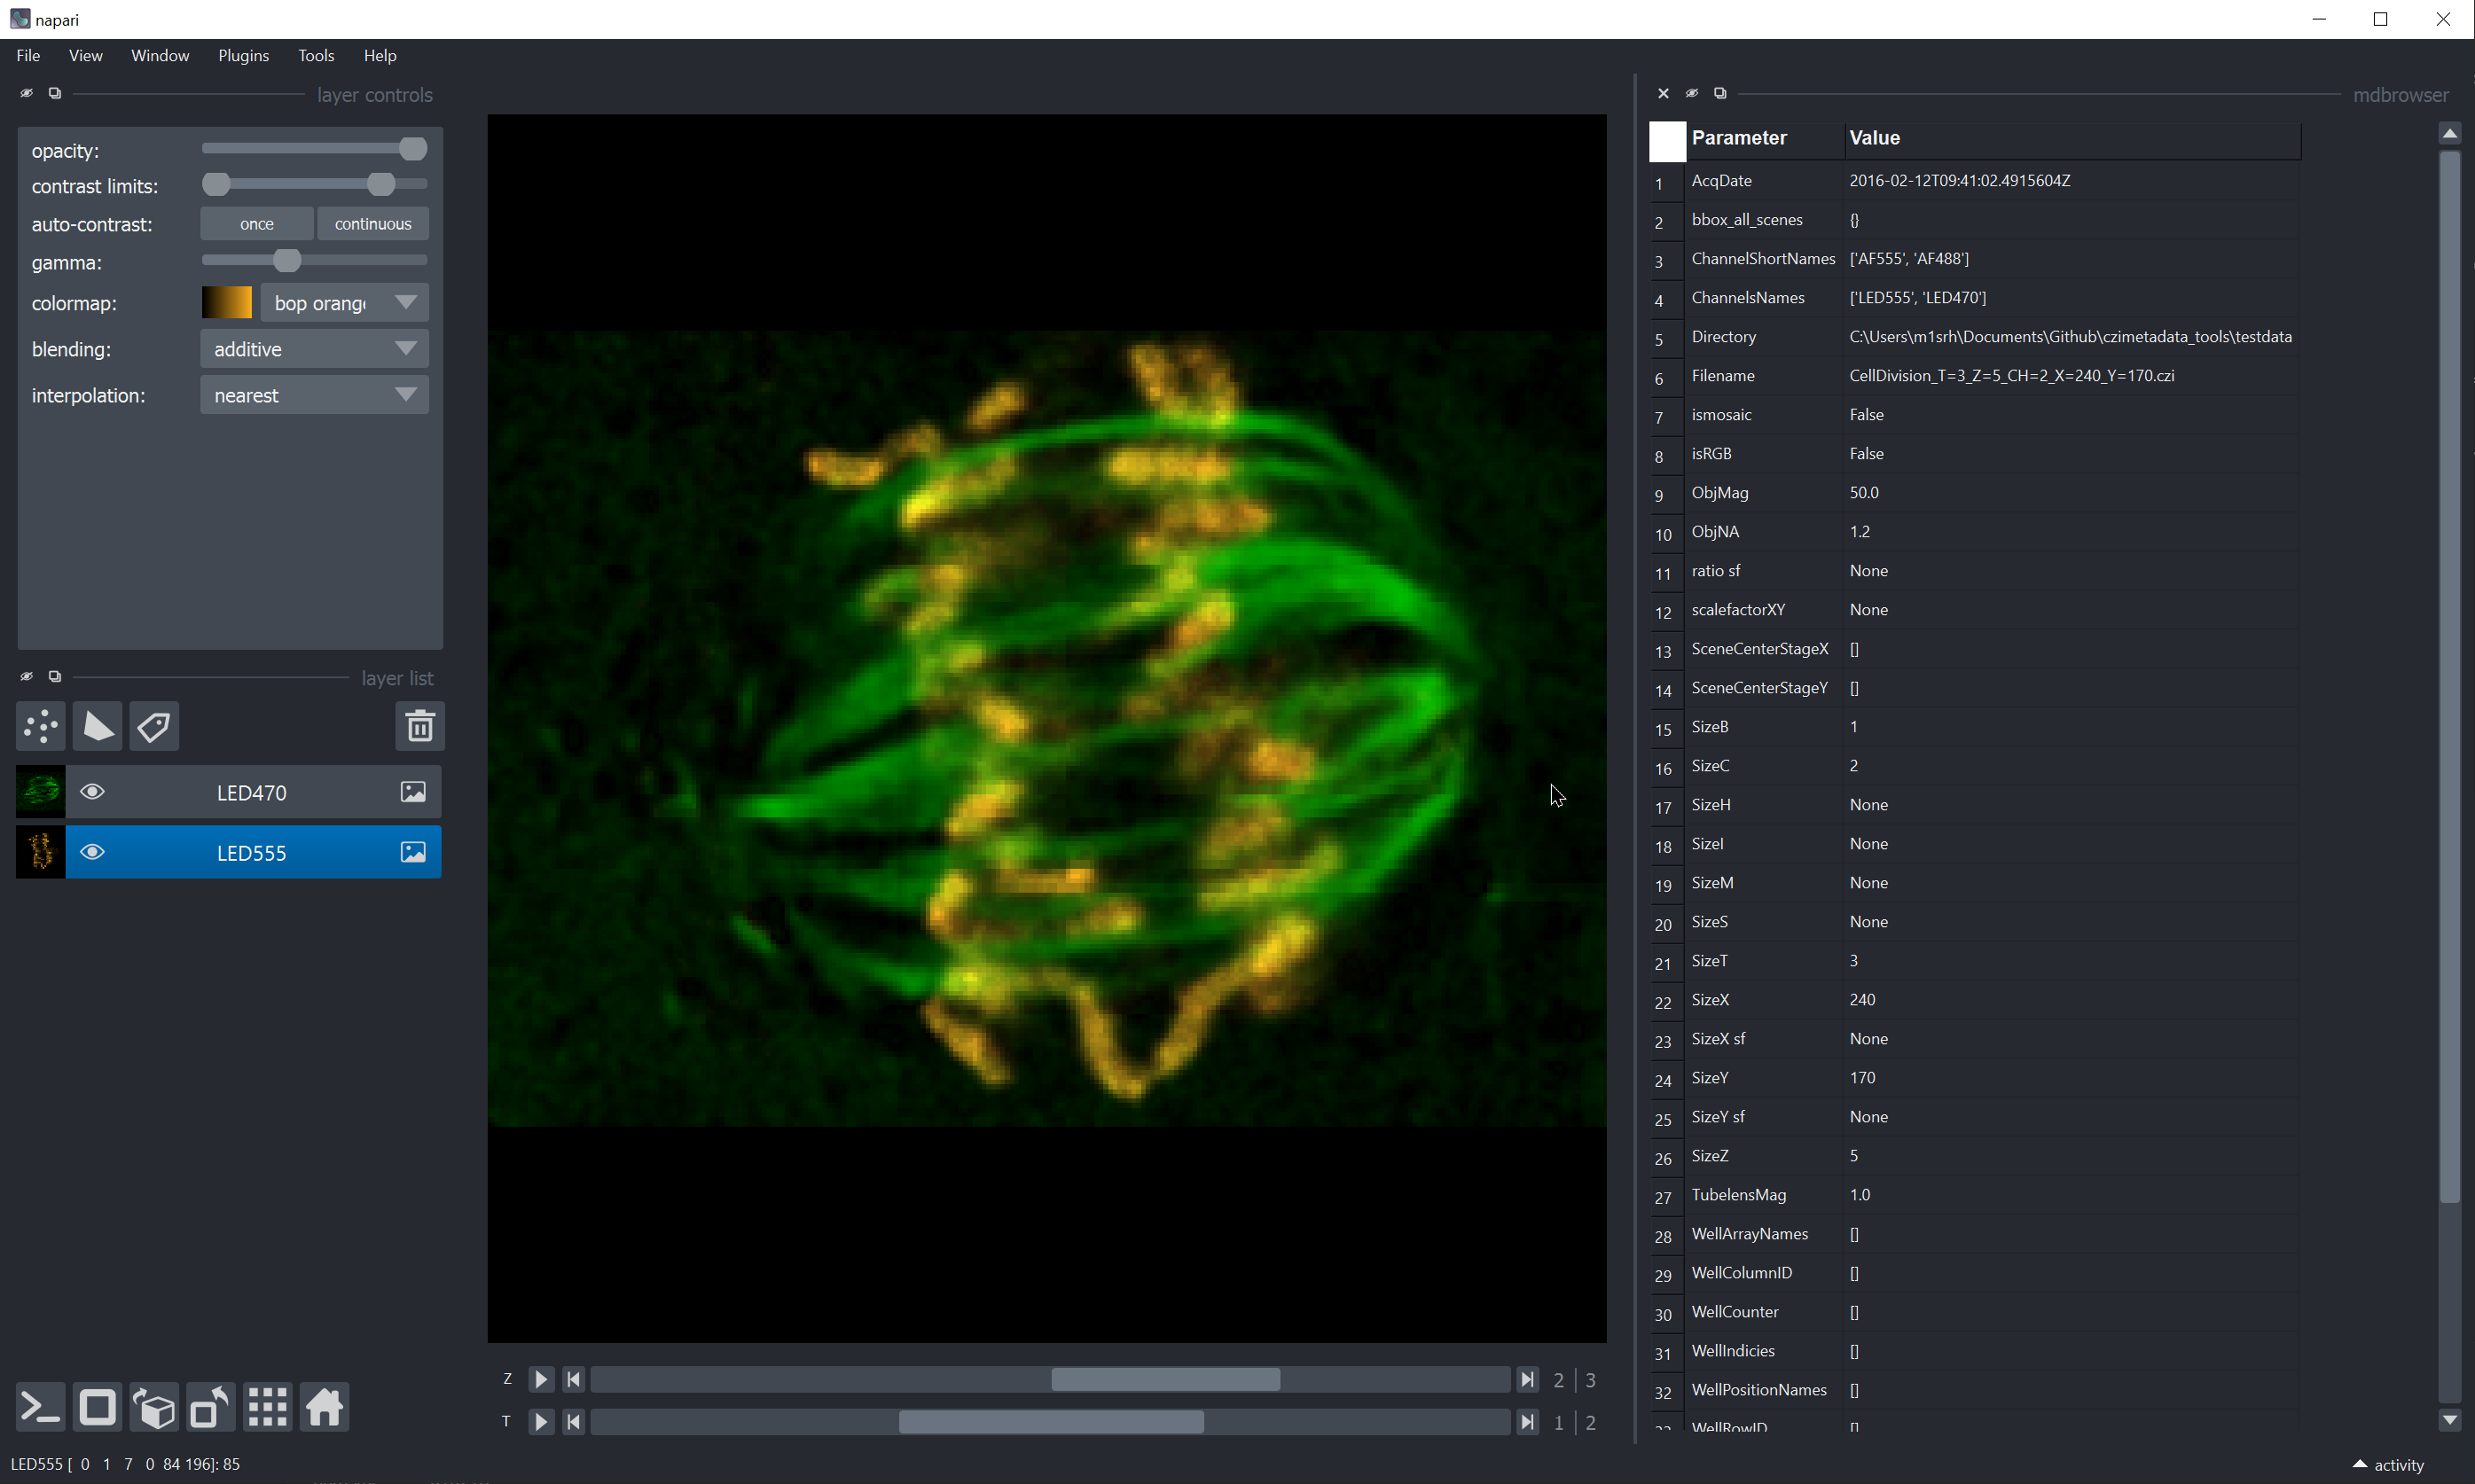 napari
File View Window Plugins Tools Help
layer controls
opacity:
contrast limits:
auto-contrast: once continuous
gamma:
colormap: bop orang
blending: additive
interpolation: nearest
layer list
LED470
LED555
Z 2 | 3
T 1 | 2
LED555 [ 0 1 7 0 84 196]: 85
mdbrowser
Parameter Value
1 AcqDate 2016-02-12T09:41:02.4915604Z
2 bbox_all_scenes {}
3 ChannelShortNames ['AF555', 'AF488']
4 ChannelsNames ['LED555', 'LED470']
5 Directory C:\Users\m1srh\Documents\Github\czimetadata_tools\testdata
6 Filename CellDivision_T=3_Z=5_CH=2_X=240_Y=170.czi
7 ismosaic False
8 isRGB False
9 ObjMag 50.0
10 ObjNA 1.2
11 ratio sf None
12 scalefactorXY None
13 SceneCenterStageX []
14 SceneCenterStageY []
15 SizeB 1
16 SizeC 2
17 SizeH None
18 SizeI None
19 SizeM None
20 SizeS None
21 SizeT 3
22 SizeX 240
23 SizeX sf None
24 SizeY 170
25 SizeY sf None
26 SizeZ 5
27 TubelensMag 1.0
28 WellArrayNames []
29 WellColumnID []
30 WellCounter []
31 WellIndicies []
32 WellPositionNames []
33 WellRowID []
activity